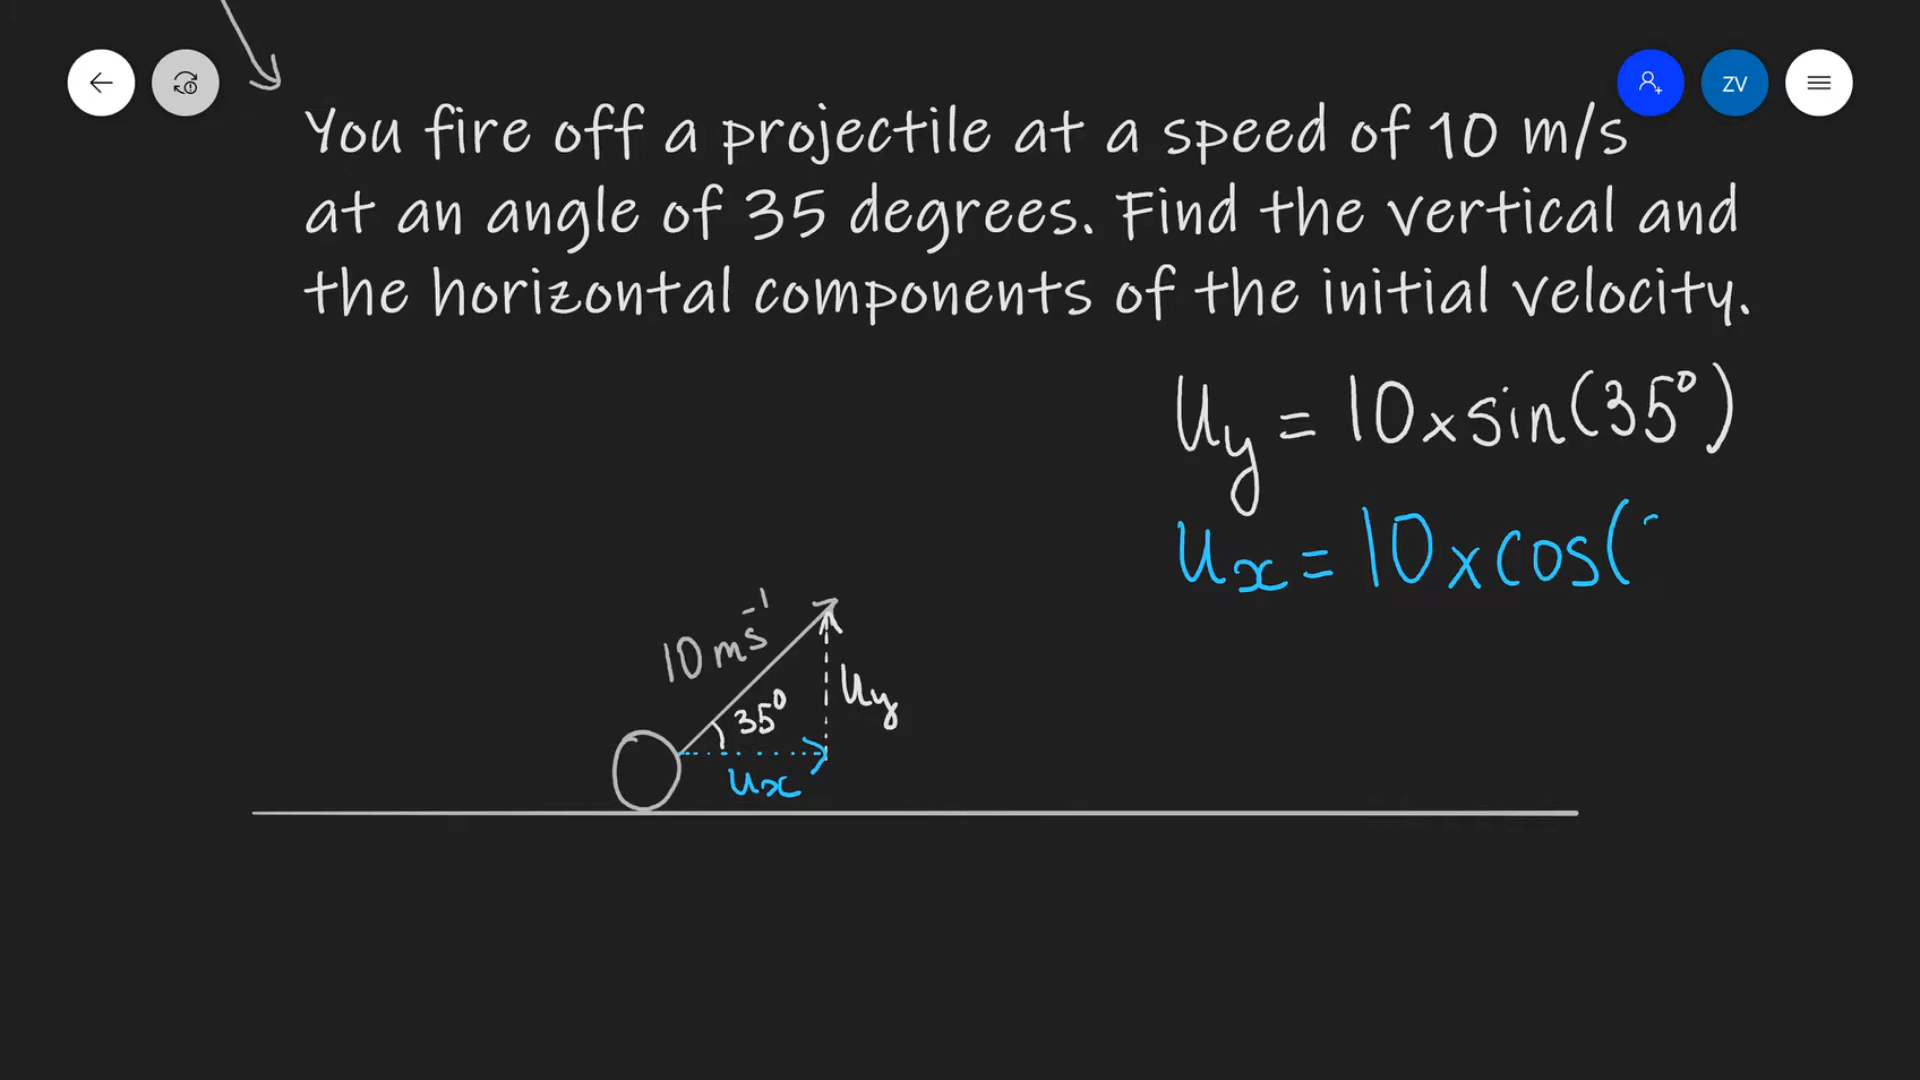 ZV
You fire off a projectile at a speed of 10 m/s
at an angle of 35 degrees. Find the vertical and
the horizontal components of the initial velocity.
Uy = 10 x sin(35°)
ux = 10 x cos(
10 ms⁻¹
35°
uy
ux